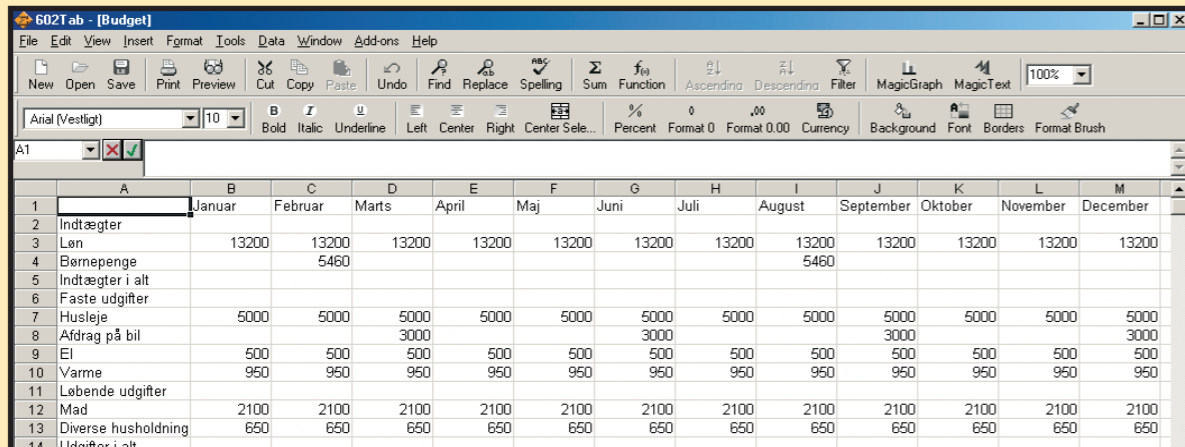 602Tab - [Budget]
File Edit View Insert Format Tools Data Window Add-ons Help
New Open Save Print Preview Cut Copy Paste Undo Find Replace Spelling Sum Function Ascending Descending Filter MagicGraph MagicText 100%
Arial (Vestligt) 10 Bold Italic Underline Left Center Right Center Sele... Percent Format 0 Format 0.00 Currency Background Font Borders Format Brush
A1
A B C D E F G H I J K L M
1 Januar Februar Marts April Maj Juni Juli August September Oktober November December
2 Indtægter
3 Løn 13200 13200 13200 13200 13200 13200 13200 13200 13200 13200 13200 13200
4 Børnepenge 5460 5460
5 Indtægter i alt
6 Faste udgifter
7 Husleje 5000 5000 5000 5000 5000 5000 5000 5000 5000 5000 5000 5000
8 Afdrag på bil 3000 3000 3000 3000
9 El 500 500 500 500 500 500 500 500 500 500 500 500
10 Varme 950 950 950 950 950 950 950 950 950 950 950 950
11 Løbende udgifter
12 Mad 2100 2100 2100 2100 2100 2100 2100 2100 2100 2100 2100 2100
13 Diverse husholdning 650 650 650 650 650 650 650 650 650 650 650 650
14 Udgifter i alt